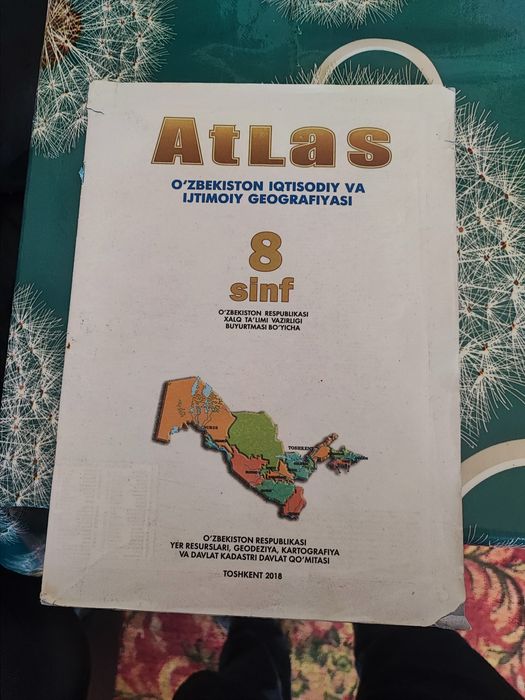 Atlas
O'ZBEKISTON IQTISODIY VA
IJTIMOIY GEOGRAFIYASI
8
sinf
O'ZBEKISTON RESPUBLIKASI
XALQ TA'LIMI VAZIRLIGI
BUYURTMASI BO'YICHA
TOSHKENT
O'ZBEKISTON RESPUBLIKASI
YER RESURSLARI, GEODEZIYA, KARTOGRAFIYA
VA DAVLAT KADASTRI DAVLAT QO'MITASI
TOSHKENT 2018